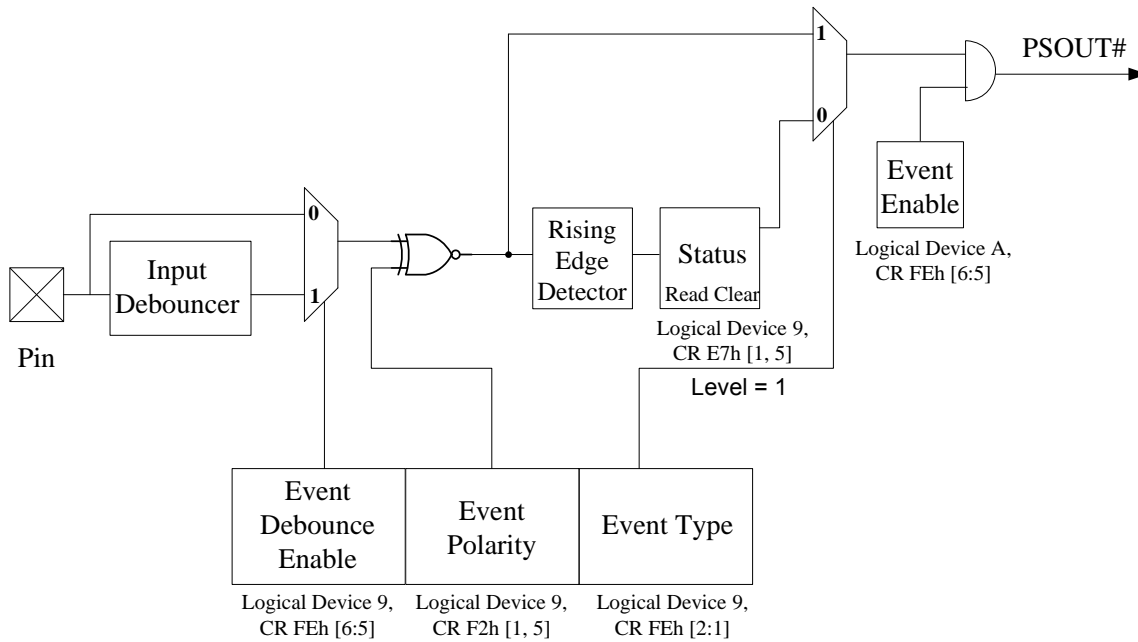 PSOUT#
1
0
Event
Enable
Logical Device A,
CR FEh [6:5]
0
1
Input
Debouncer
Pin
Rising
Edge
Detector
Status
Read Clear
Logical Device 9,
CR E7h [1, 5]
Level = 1
Event
Debounce
Enable
Event
Polarity
Event Type
Logical Device 9,
CR FEh [6:5]
Logical Device 9,
CR F2h [1, 5]
Logical Device 9,
CR FEh [2:1]